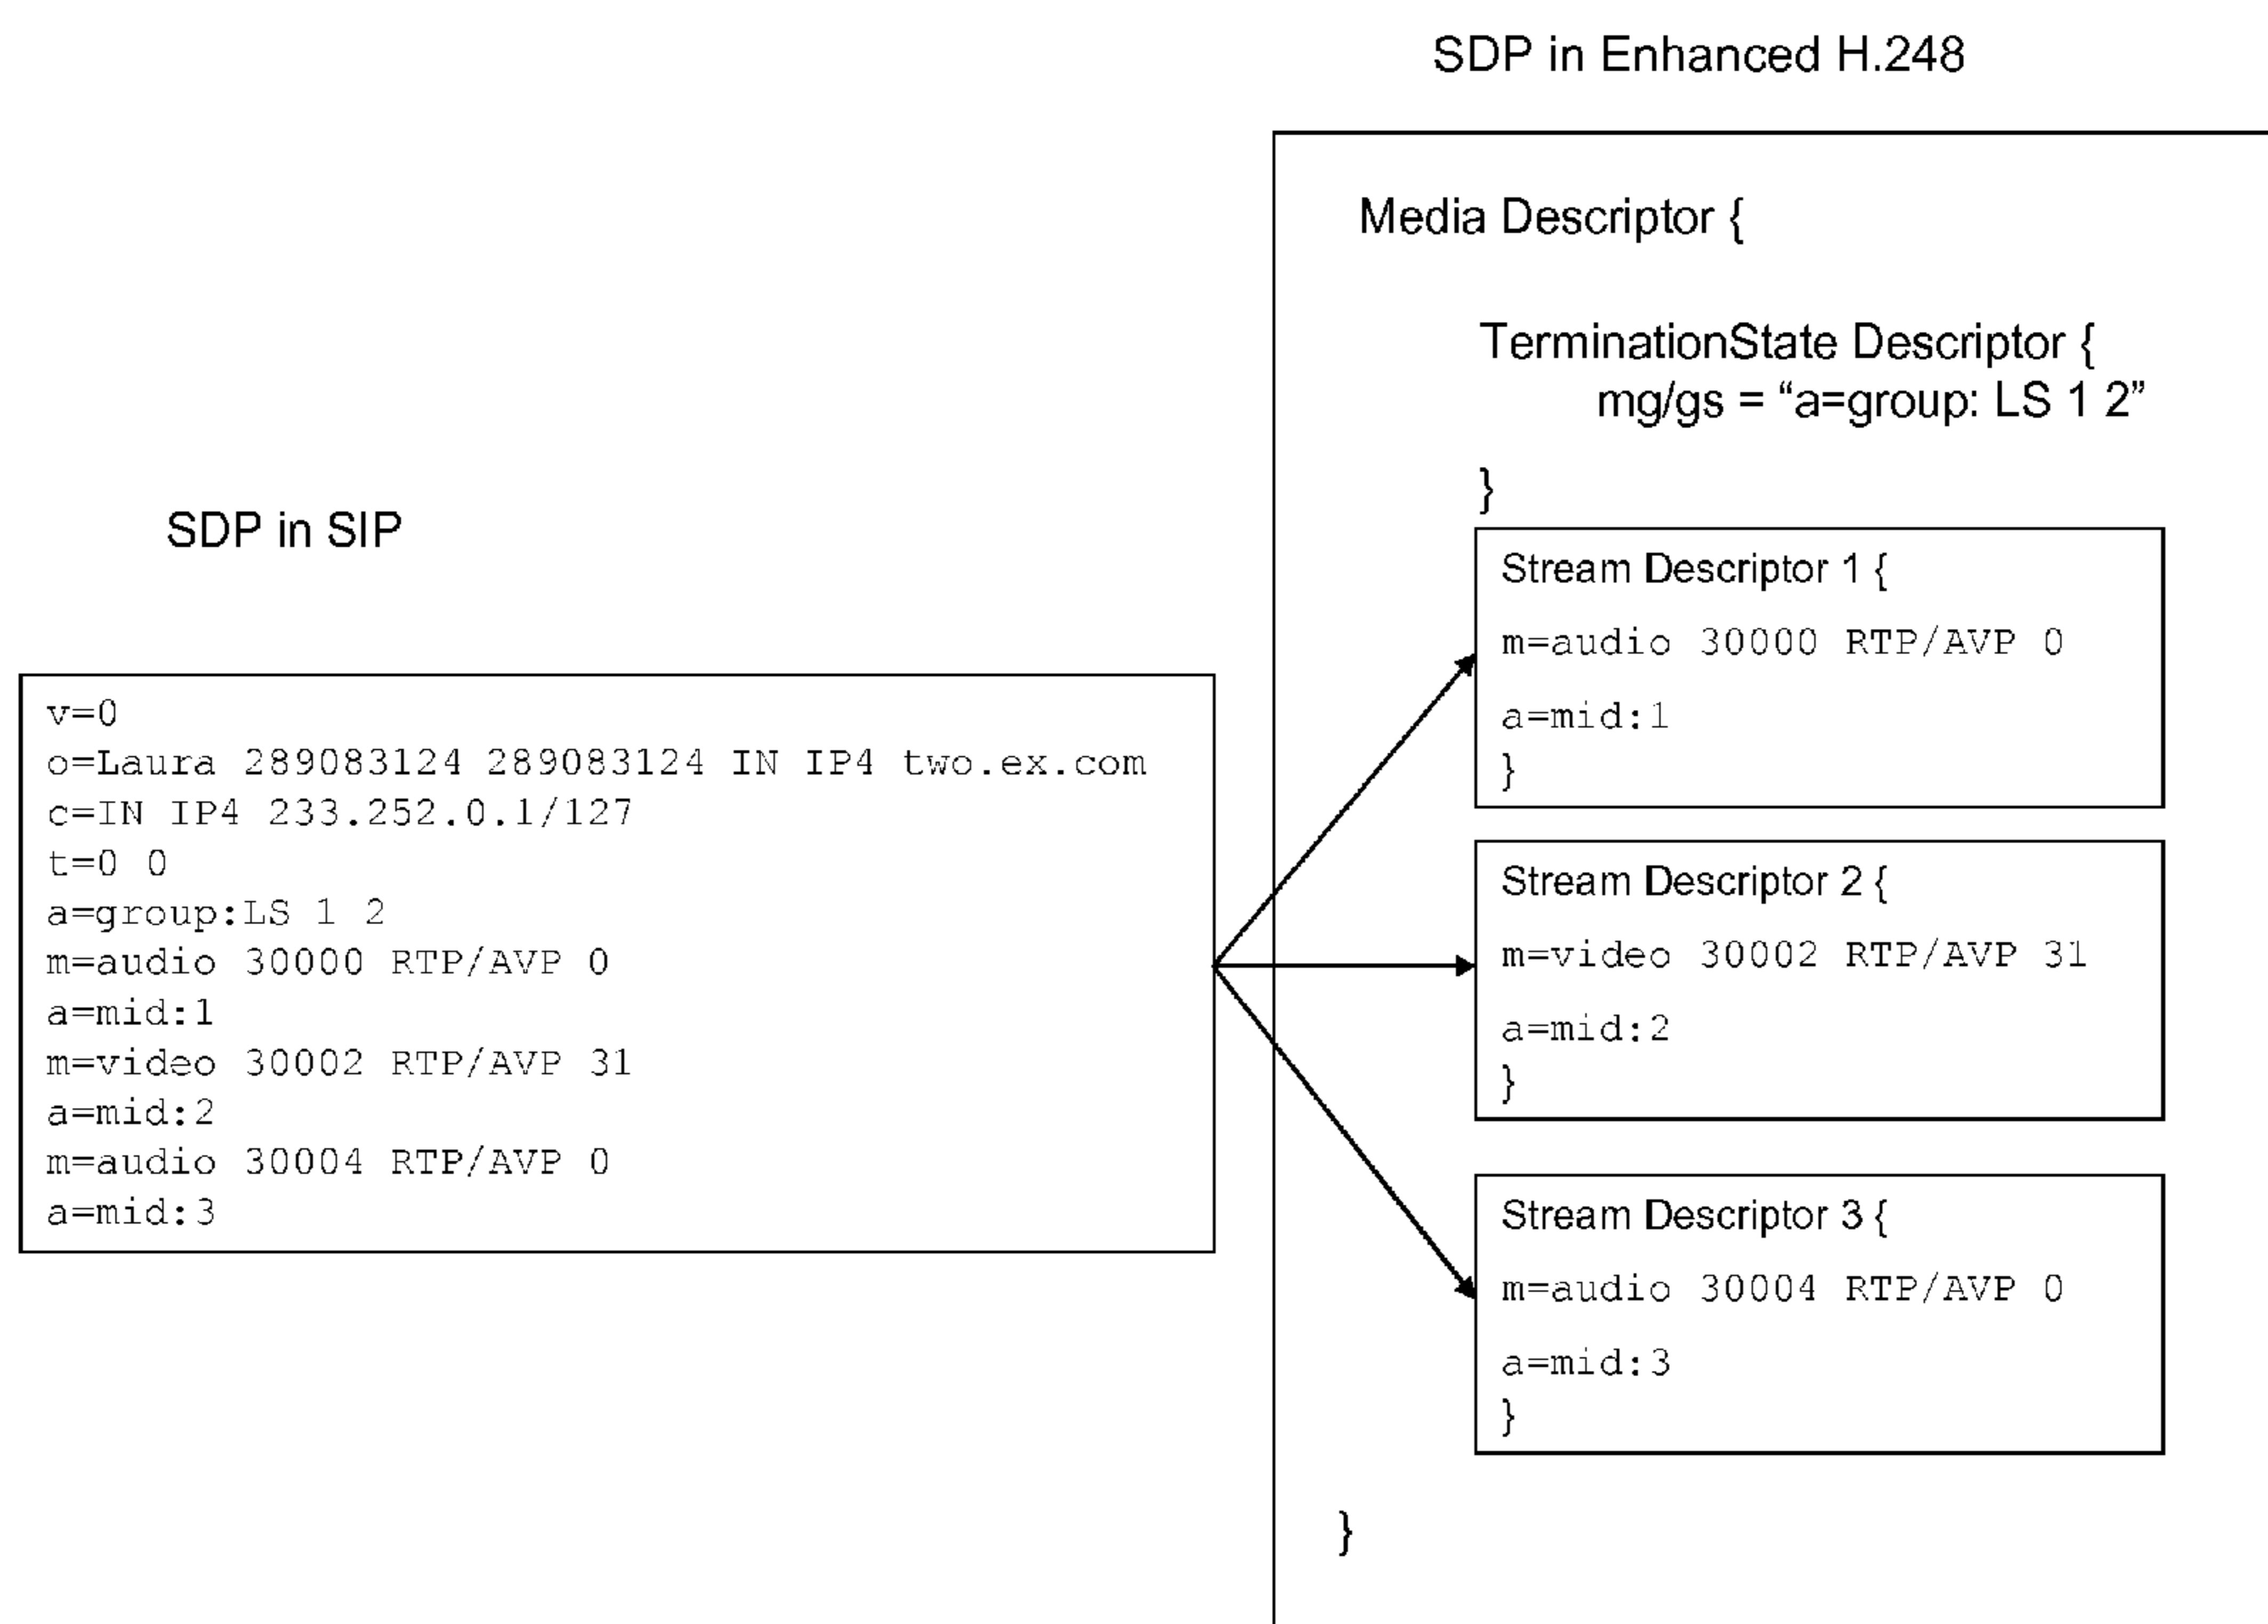 SDP in Enhanced H.248
Media Descriptor {
TerminationState Descriptor {
mg/gs = “a=group: LS 1 2”
}
SDP in SIP
v=0
o=Laura 289083124 289083124 IN IP4 two.ex.com
c=IN IP4 233.252.0.1/127
t=0 0
a=group:LS 1 2
m=audio 30000 RTP/AVP 0
a=mid:1
m=video 30002 RTP/AVP 31
a=mid:2
m=audio 30004 RTP/AVP 0
a=mid:3
Stream Descriptor 1 {
m=audio 30000 RTP/AVP 0
a=mid:1
}
Stream Descriptor 2 {
m=video 30002 RTP/AVP 31
a=mid:2
}
Stream Descriptor 3 {
m=audio 30004 RTP/AVP 0
a=mid:3
}
}